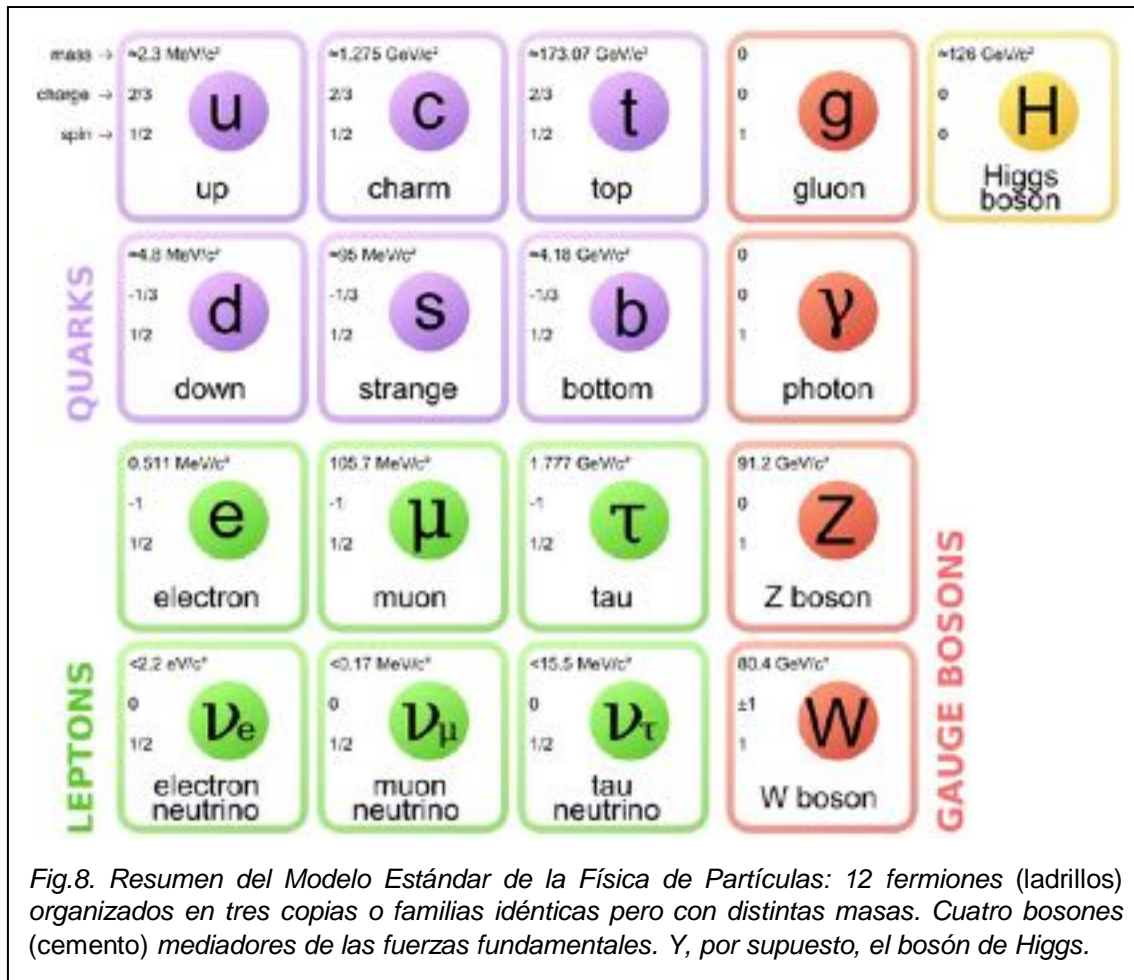 mass → ≈2.3 MeV/c²
charge → 2/3
spin → 1/2
u
up
≈1.275 GeV/c²
2/3
1/2
c
charm
≈173.07 GeV/c²
2/3
1/2
t
top
0
0
1
g
gluon
≈126 GeV/c²
0
0
H
Higgs
boson
QUARKS
≈4.8 MeV/c²
-1/3
1/2
d
down
≈95 MeV/c²
-1/3
1/2
s
strange
≈4.18 GeV/c²
-1/3
1/2
b
bottom
0
0
1
γ
photon
0.511 MeV/c²
-1
1/2
e
electron
105.7 MeV/c²
-1
1/2
μ
muon
1.777 GeV/c²
-1
1/2
τ
tau
91.2 GeV/c²
0
1
Z
Z boson
GAUGE BOSONS
LEPTONS
<2.2 eV/c²
0
1/2
νe
electron
neutrino
<0.17 MeV/c²
0
1/2
νμ
muon
neutrino
<15.5 MeV/c²
0
1/2
ντ
tau
neutrino
80.4 GeV/c²
±1
1
W
W boson
Fig.8. Resumen del Modelo Estándar de la Física de Partículas: 12 fermiones (ladrillos)
organizados en tres copias o familias idénticas pero con distintas masas. Cuatro bosones
(cemento) mediadores de las fuerzas fundamentales. Y, por supuesto, el bosón de Higgs.